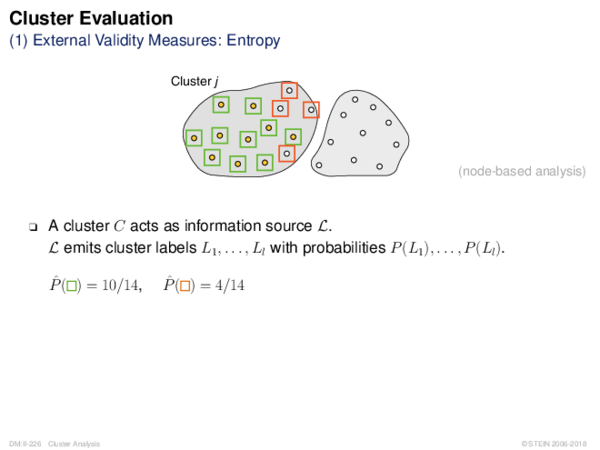 Cluster Evaluation
(1) External Validity Measures: Entropy
Cluster j
(node-based analysis)
❑ A cluster C acts as information source ℒ.
ℒ emits cluster labels L₁, . . . , Lₗ with probabilities P(L₁), . . . , P(Lₗ).
P̂(□) = 10/14, P̂(□) = 4/14
DM:II-226 Cluster Analysis
© STEIN 2006-2018